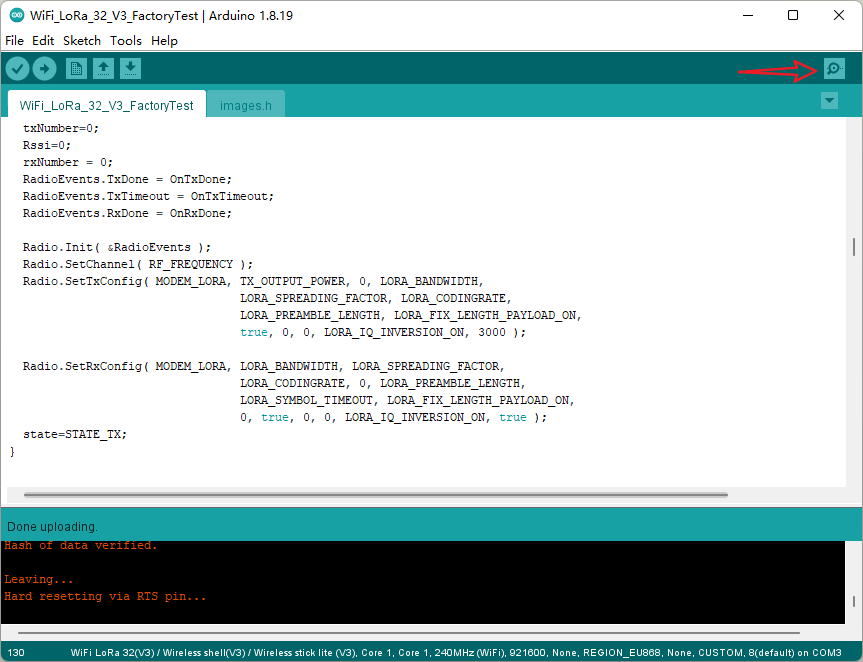 WiFi_LoRa_32_V3_FactoryTest | Arduino 1.8.19
File Edit Sketch Tools Help
WiFi_LoRa_32_V3_FactoryTest images.h
txNumber=0;
Rssi=0;
rxNumber = 0;
RadioEvents.TxDone = OnTxDone;
RadioEvents.TxTimeout = OnTxTimeout;
RadioEvents.RxDone = OnRxDone;
Radio.Init( &RadioEvents );
Radio.SetChannel( RF_FREQUENCY );
Radio.SetTxConfig( MODEM_LORA, TX_OUTPUT_POWER, 0, LORA_BANDWIDTH,
LORA_SPREADING_FACTOR, LORA_CODINGRATE,
LORA_PREAMBLE_LENGTH, LORA_FIX_LENGTH_PAYLOAD_ON,
true, 0, 0, LORA_IQ_INVERSION_ON, 3000 );
Radio.SetRxConfig( MODEM_LORA, LORA_BANDWIDTH, LORA_SPREADING_FACTOR,
LORA_CODINGRATE, 0, LORA_PREAMBLE_LENGTH,
LORA_SYMBOL_TIMEOUT, LORA_FIX_LENGTH_PAYLOAD_ON,
0, true, 0, 0, LORA_IQ_INVERSION_ON, true );
state=STATE_TX;
}
Done uploading.
Hash of data verified.
Leaving...
Hard resetting via RTS pin...
130 WiFi LoRa 32(V3) / Wireless shell(V3) / Wireless stick lite (V3), Core 1, Core 1, 240MHz (WiFi), 921600, None, REGION_EU868, None, CUSTOM, 8(default) on COM3